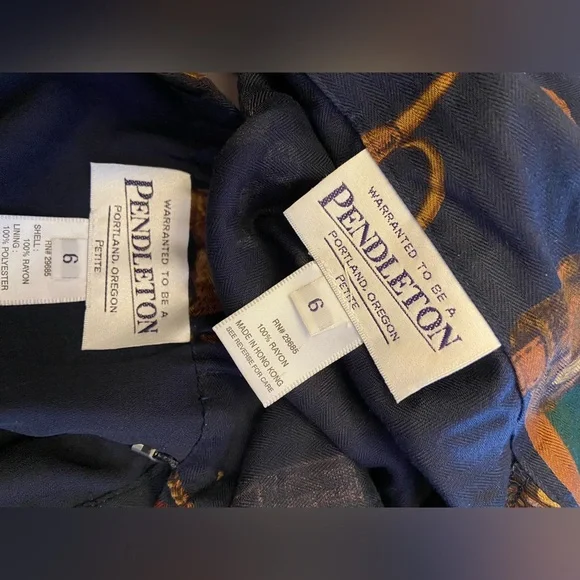 WARRANTED TO BE A
PENDLETON
PORTLAND, OREGON
PETITE
6
RN# 29685
SHELL:
100% RAYON
LINING:
100% POLYESTER
WARRANTED TO BE A
PENDLETON
PORTLAND, OREGON
PETITE
6
RN# 29685
100% RAYON
MADE IN HONG KONG
SEE REVERSE FOR CARE